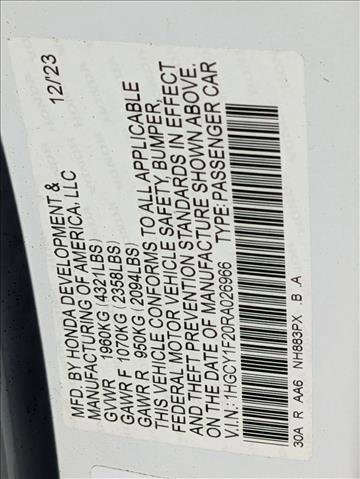 MFD. BY HONDA DEVELOPMENT & 12/'23
MANUFACTURING OF AMERICA, LLC
GVWR 1960KG (4321LBS)
GAWR F 1070KG (2358LBS)
GAWR R 950KG (2094LBS)
THIS VEHICLE CONFORMS TO ALL APPLICABLE
FEDERAL MOTOR VEHICLE SAFETY, BUMPER,
AND THEFT PREVENTION STANDARDS IN EFFECT
ON THE DATE OF MANUFACTURE SHOWN ABOVE.
V.I.N.: 1HGCY1F20RA026966 TYPE: PASSENGER CAR
30A R AA6 NH883PX .B .A